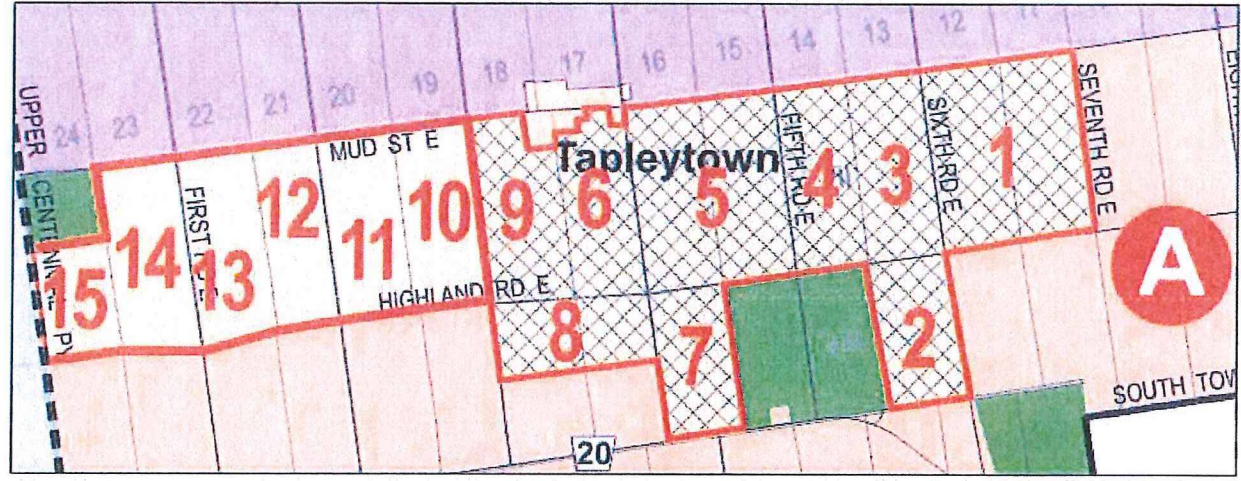 24 23 22 21 20 19 18 17 16 15 14 13 12
UPPER
CENTENNIAL PY
FIRST
MUD ST E
Tapleytown
FIFTH RD E
SIXTH RD E
SEVENTH RD E
HIGHLAND RD E
15 14 13 12 11 10 9 6 5 4 3 1
8 7 2
A
SOUTH TOW
20